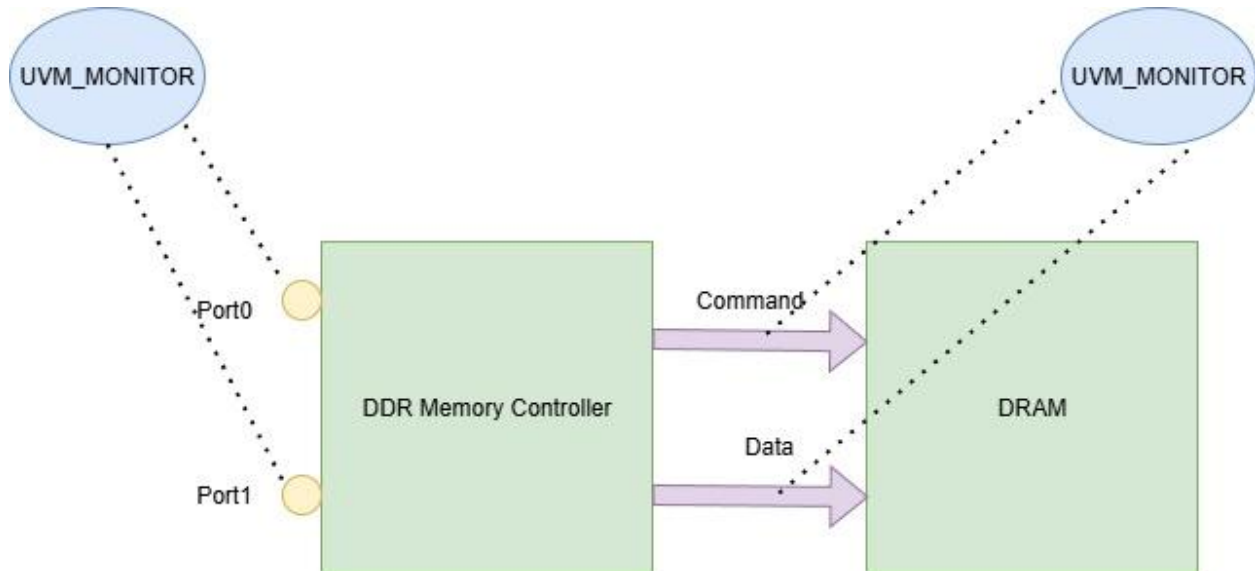 UVM_MONITOR
UVM_MONITOR
Port0
Command
DDR Memory Controller
DRAM
Data
Port1